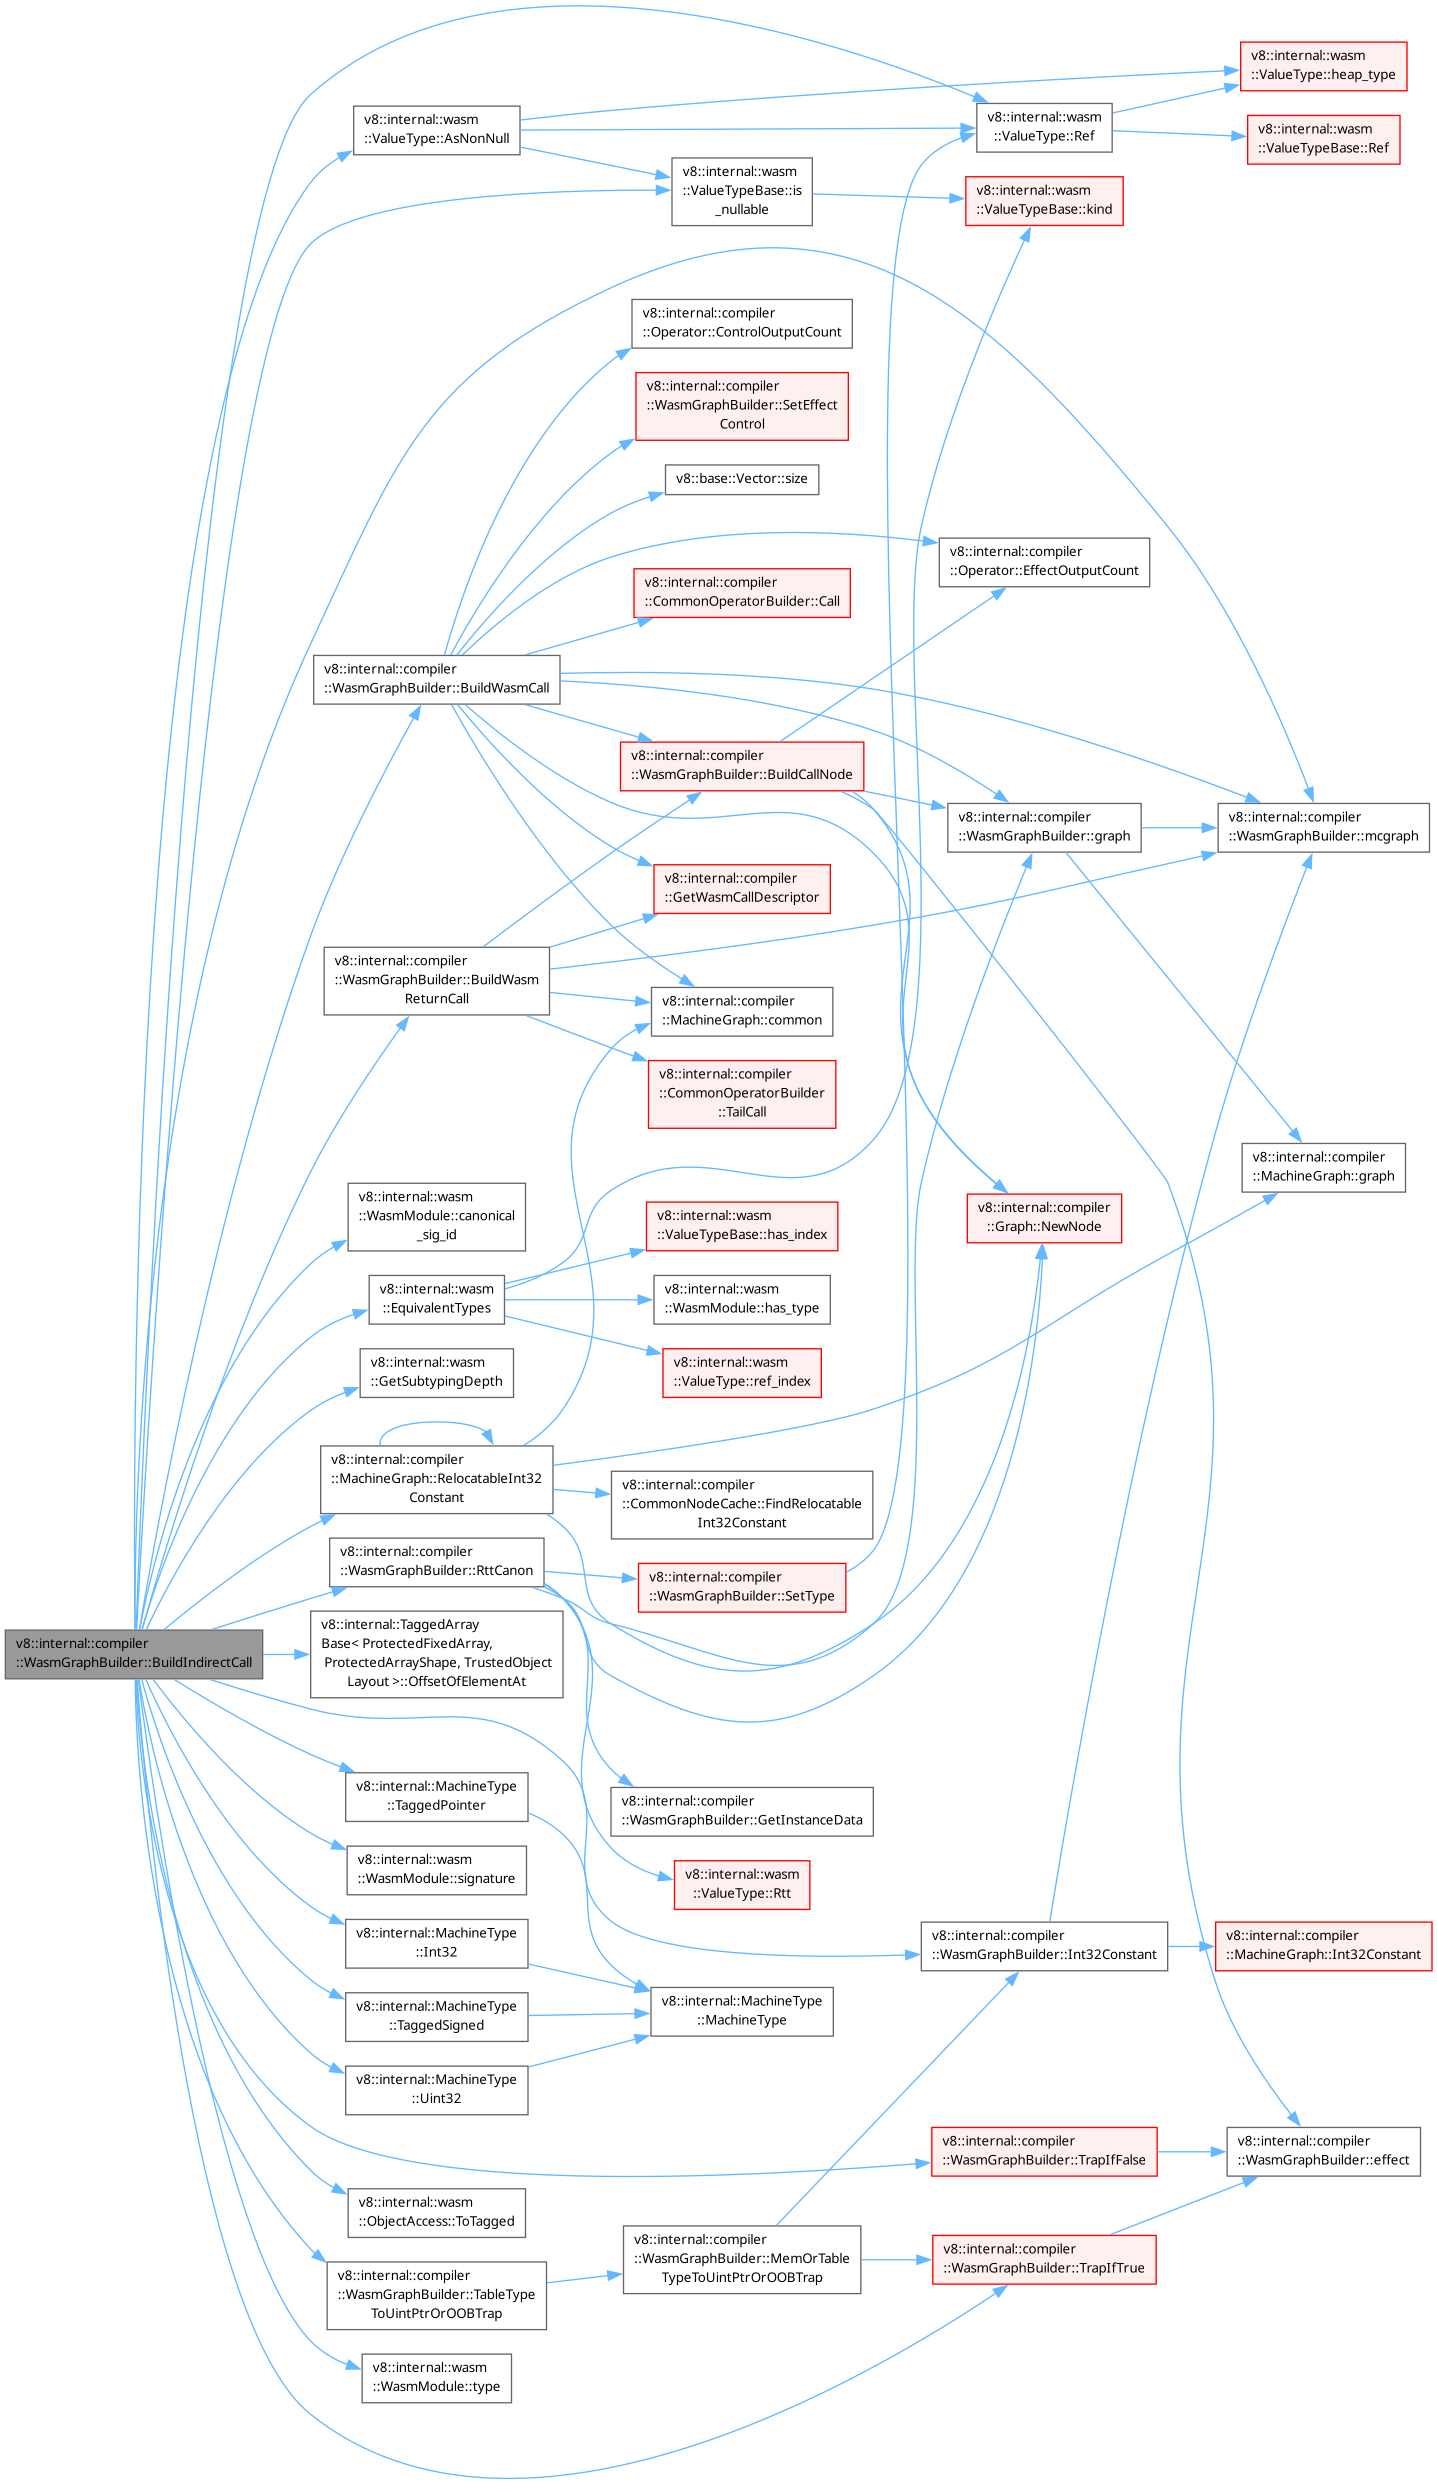 v8::internal::wasm
::ValueType::heap_type
v8::internal::wasm
::ValueType::AsNonNull
v8::internal::wasm
::ValueType::Ref
v8::internal::wasm
::ValueTypeBase::Ref
v8::internal::wasm
::ValueTypeBase::is
_nullable
v8::internal::wasm
::ValueTypeBase::kind
v8::internal::compiler
::Operator::ControlOutputCount
v8::internal::compiler
::WasmGraphBuilder::SetEffect
Control
v8::base::Vector::size
v8::internal::compiler
::Operator::EffectOutputCount
v8::internal::compiler
::CommonOperatorBuilder::Call
v8::internal::compiler
::WasmGraphBuilder::BuildWasmCall
v8::internal::compiler
::WasmGraphBuilder::BuildCallNode
v8::internal::compiler
::WasmGraphBuilder::graph
v8::internal::compiler
::WasmGraphBuilder::mcgraph
v8::internal::compiler
::GetWasmCallDescriptor
v8::internal::compiler
::WasmGraphBuilder::BuildWasm
ReturnCall
v8::internal::compiler
::MachineGraph::common
v8::internal::compiler
::CommonOperatorBuilder
::TailCall
v8::internal::compiler
::MachineGraph::graph
v8::internal::wasm
::WasmModule::canonical
_sig_id
v8::internal::wasm
::ValueTypeBase::has_index
v8::internal::compiler
::Graph::NewNode
v8::internal::wasm
::EquivalentTypes
v8::internal::wasm
::WasmModule::has_type
v8::internal::wasm
::GetSubtypingDepth
v8::internal::wasm
::ValueType::ref_index
v8::internal::compiler
::MachineGraph::RelocatableInt32
Constant
v8::internal::compiler
::CommonNodeCache::FindRelocatable
Int32Constant
v8::internal::compiler
::WasmGraphBuilder::RttCanon
v8::internal::compiler
::WasmGraphBuilder::SetType
v8::internal::compiler
::WasmGraphBuilder::BuildIndirectCall
v8::internal::TaggedArray
Base< ProtectedFixedArray,
ProtectedArrayShape, TrustedObject
Layout >::OffsetOfElementAt
v8::internal::MachineType
::TaggedPointer
v8::internal::compiler
::WasmGraphBuilder::GetInstanceData
v8::internal::wasm
::WasmModule::signature
v8::internal::wasm
::ValueType::Rtt
v8::internal::MachineType
::Int32
v8::internal::compiler
::WasmGraphBuilder::Int32Constant
v8::internal::compiler
::MachineGraph::Int32Constant
v8::internal::MachineType
::TaggedSigned
v8::internal::MachineType
::MachineType
v8::internal::MachineType
::Uint32
v8::internal::compiler
::WasmGraphBuilder::TrapIfFalse
v8::internal::compiler
::WasmGraphBuilder::effect
v8::internal::wasm
::ObjectAccess::ToTagged
v8::internal::compiler
::WasmGraphBuilder::TableType
ToUintPtrOrOOBTrap
v8::internal::compiler
::WasmGraphBuilder::MemOrTable
TypeToUintPtrOrOOBTrap
v8::internal::compiler
::WasmGraphBuilder::TrapIfTrue
v8::internal::wasm
::WasmModule::type